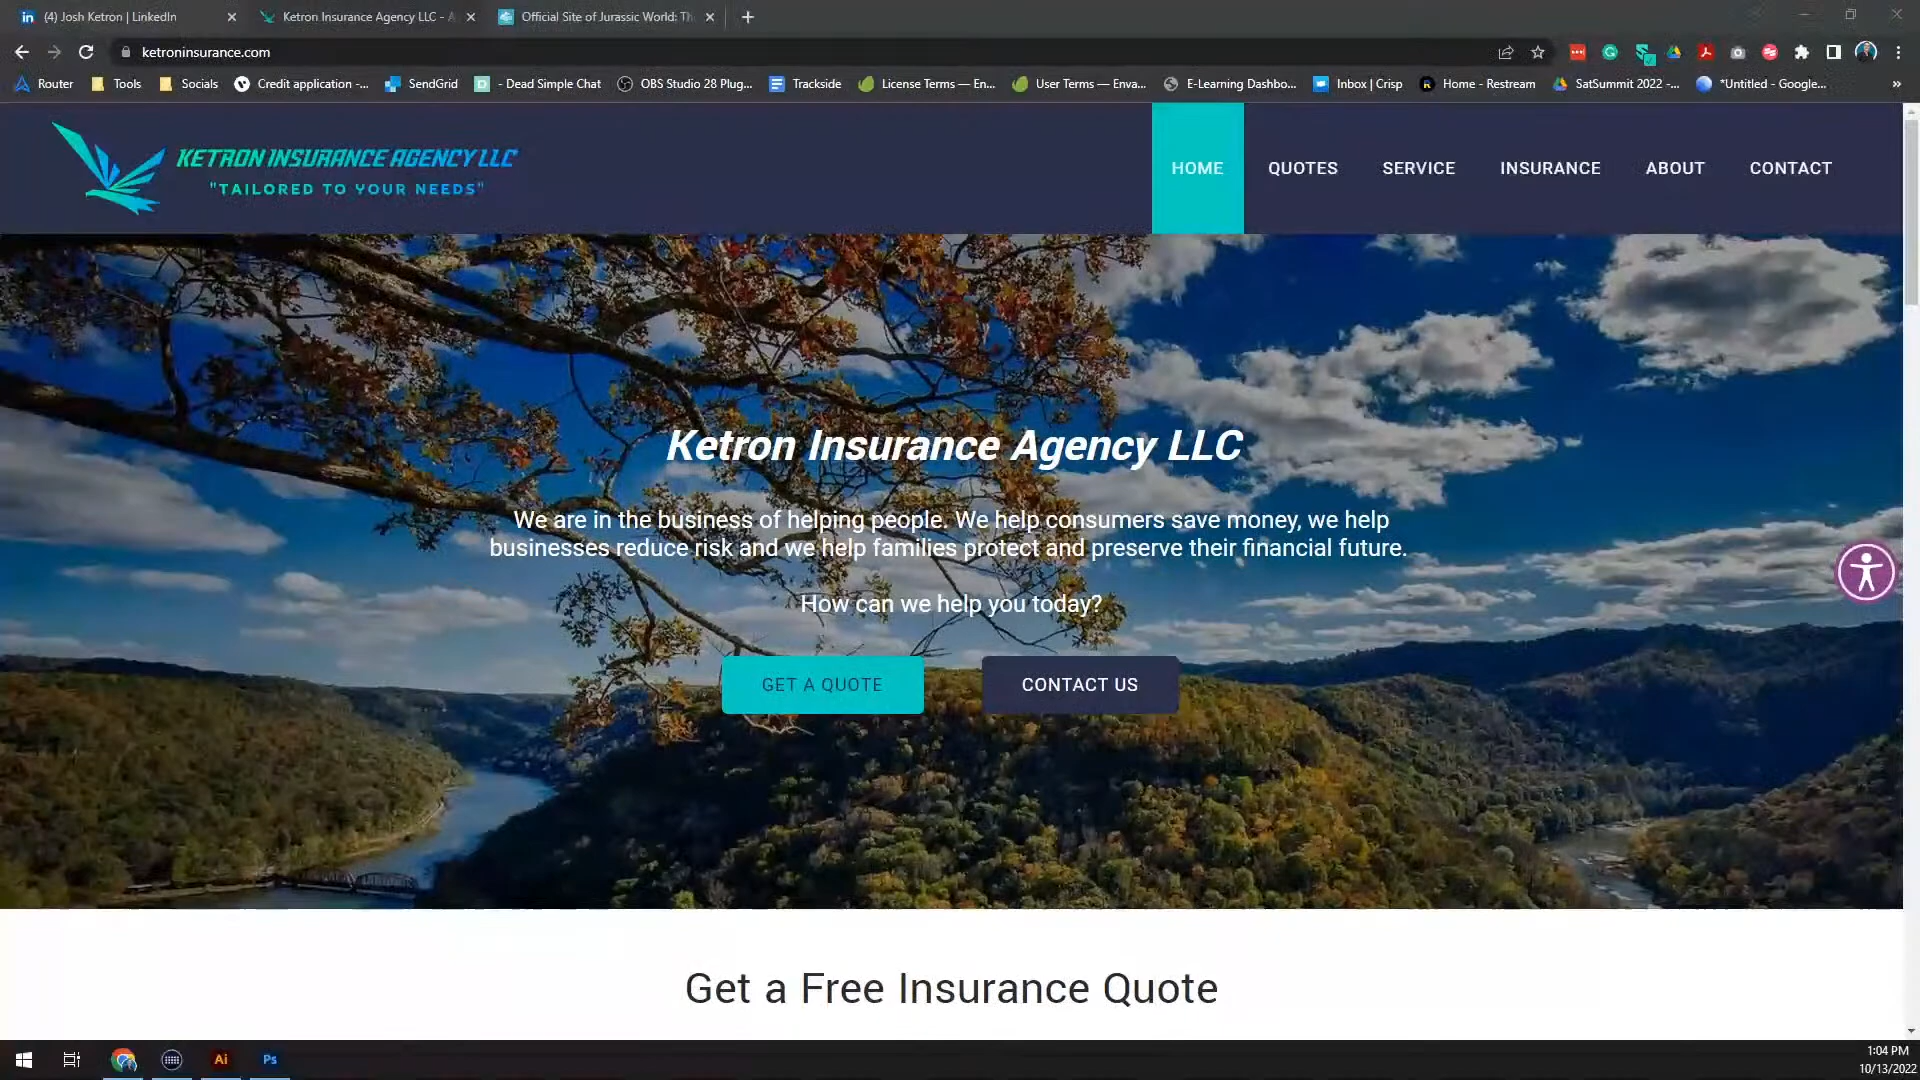 (4) Josh Ketron | LinkedIn
Ketron Insurance Agency LLC - A
Official Site of Jurassic World: Th
ketroninsurance.com
Router
Tools
Socials
Credit application -...
SendGrid
- Dead Simple Chat
OBS Studio 28 Plug...
Trackside
License Terms — En...
User Terms — Enva...
E-Learning Dashbo...
Inbox | Crisp
Home - Restream
SatSummit 2022 -...
*Untitled - Google...
KETRON INSURANCE AGENCY LLC
"TAILORED TO YOUR NEEDS"
HOME
QUOTES
SERVICE
INSURANCE
ABOUT
CONTACT
Ketron Insurance Agency LLC
We are in the business of helping people. We help consumers save money, we help
businesses reduce risk and we help families protect and preserve their financial future.
How can we help you today?
GET A QUOTE
CONTACT US
Get a Free Insurance Quote
Ai
Ps
1:04 PM
10/13/2022